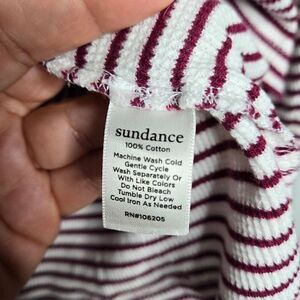 sundance
100% Cotton
Machine Wash Cold
Gentle Cycle
Wash Separately Or
With Like Colors
Do Not Bleach
Tumble Dry Low
Cool Iron As Needed
RN#106205